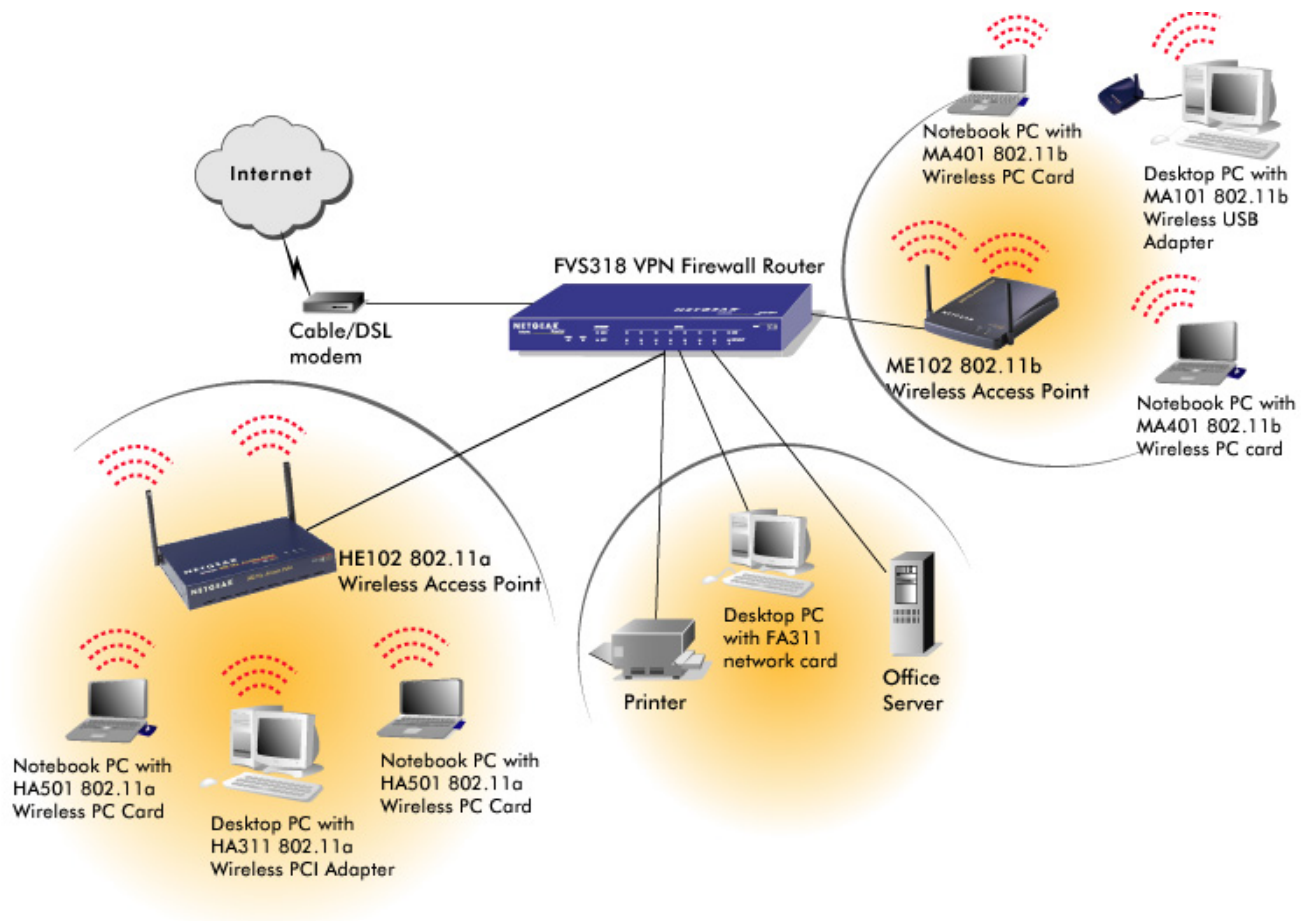 Internet
Cable/DSL
modem
FVS318 VPN Firewall Router
NETGEAR
NETGEAR
Notebook PC with
MA401 802.11b
Wireless PC Card
Desktop PC with
MA101 802.11b
Wireless USB
Adapter
ME102 802.11b
Wireless Access Point
Notebook PC with
MA401 802.11b
Wireless PC card
NETGEAR
NETGEAR
HE102 802.11a
Wireless Access Point
Notebook PC with
HA501 802.11a
Wireless PC Card
Desktop PC with
HA311 802.11a
Wireless PCI Adapter
Notebook PC with
HA501 802.11a
Wireless PC Card
Printer
Desktop PC
with FA311
network card
Office
Server